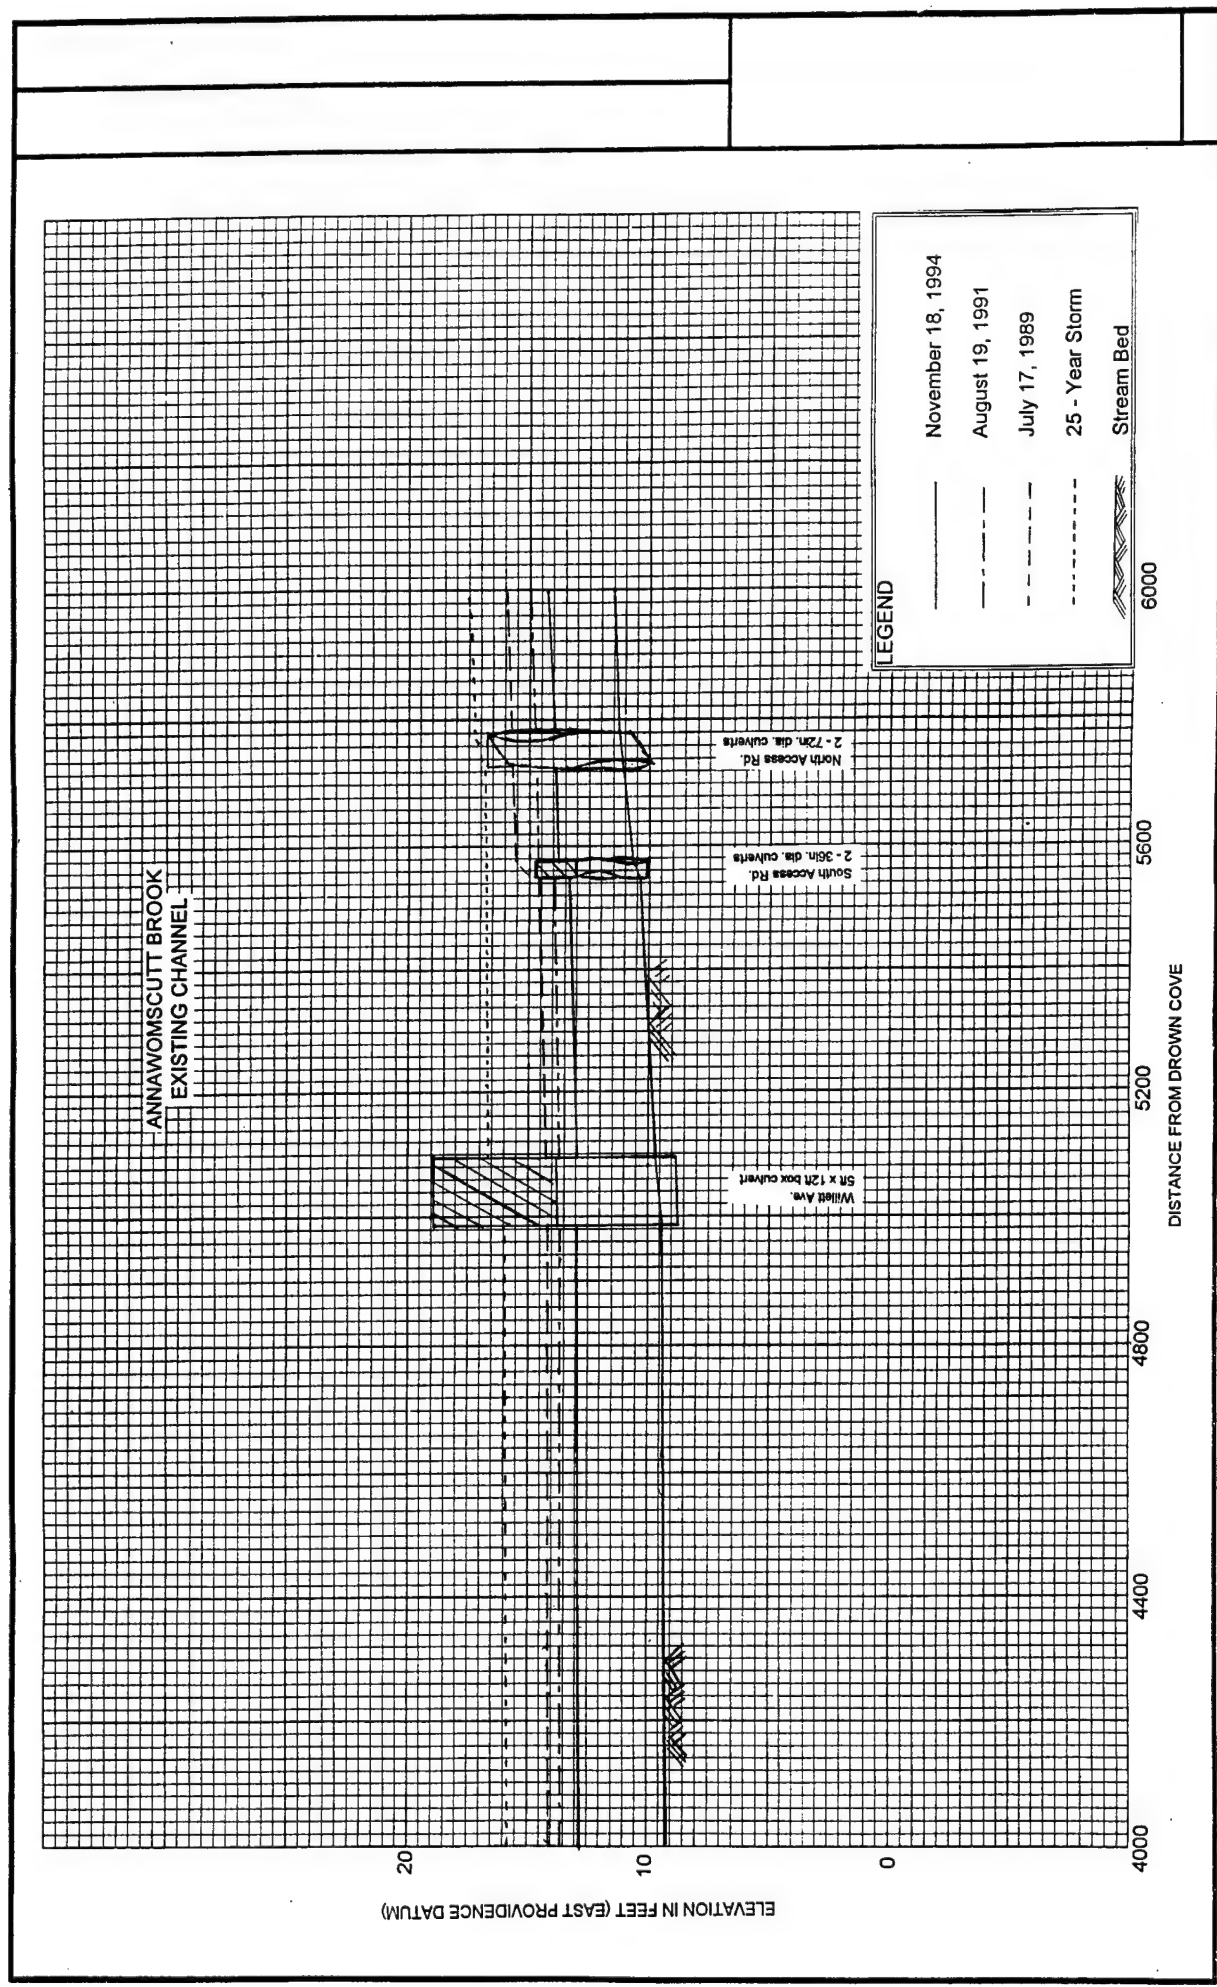 ANNAWOMSCUTT BROOK
EXISTING CHANNEL
ELEVATION IN FEET (EAST PROVIDENCE DATUM)
20
10
0
Willett Ave.
5ft x 12ft box culvert
South Access Rd.
2 - 36in. dia. culverts
North Access Rd.
2 - 72in. dia. culverts
4000
4400
4800
5200
5600
6000
DISTANCE FROM DROWN COVE
LEGEND
November 18, 1994
August 19, 1991
July 17, 1989
25 - Year Storm
Stream Bed